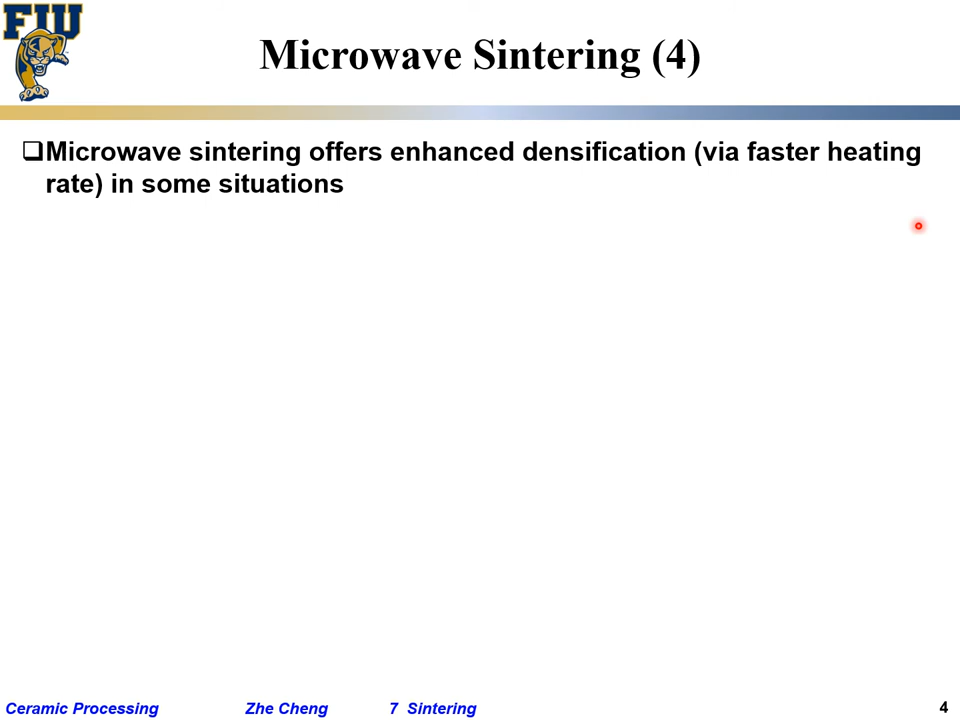 FIU
Microwave Sintering (4)
❑Microwave sintering offers enhanced densification (via faster heating
rate) in some situations
Ceramic Processing Zhe Cheng 7 Sintering 4